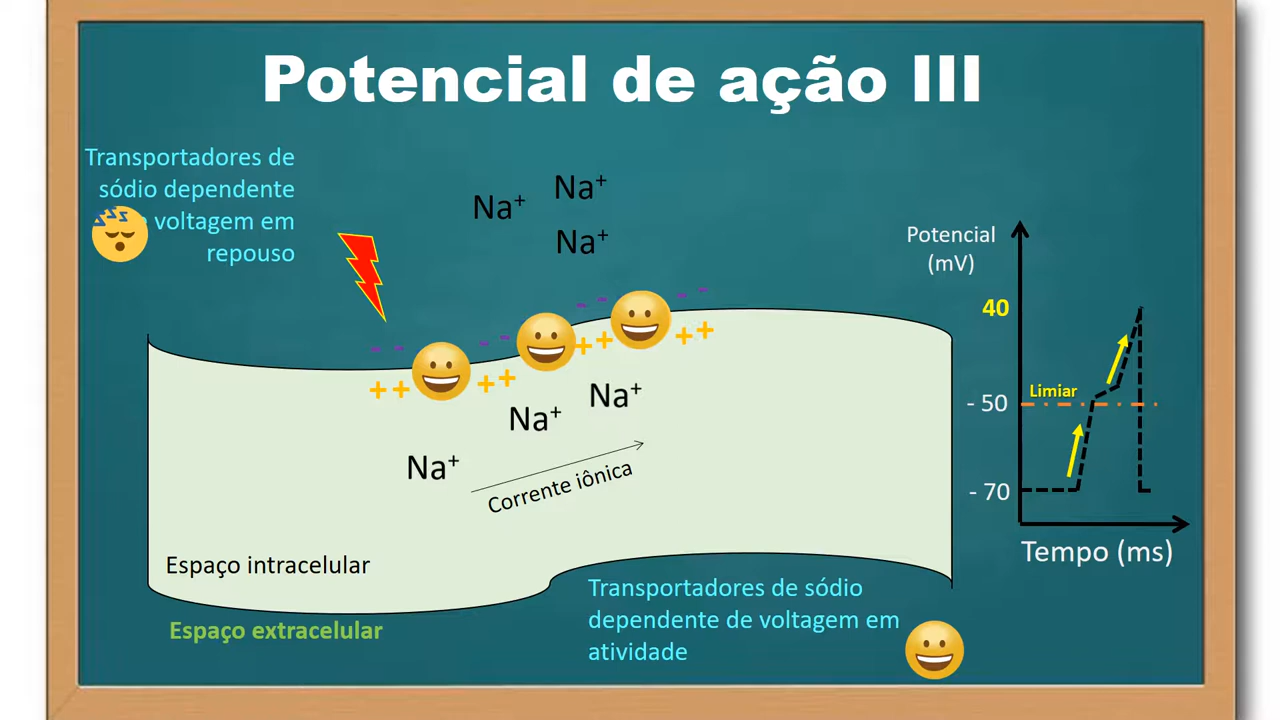 Potencial de ação III
Transportadores de
sódio dependente
voltagem em
repouso
Na⁺
Na⁺
Na⁺
Na⁺
Na⁺
Na⁺
Corrente iônica
Espaço intracelular
Espaço extracelular
Transportadores de sódio
dependente de voltagem em
atividade
Potencial
(mV)
40
Limiar
- 50
- 70
Tempo (ms)